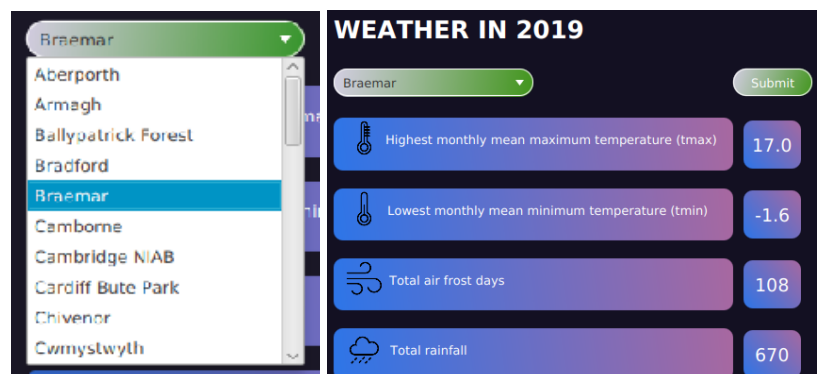 Braemar
Aberporth
Armagh
Ballypatrick Forest
Bradford
Braemar
Camborne
Cambridge NIAB
Cardiff Bute Park
Chivenor
Cwmystwyth
WEATHER IN 2019
Braemar
Submit
Highest monthly mean maximum temperature (tmax)
17.0
Lowest monthly mean minimum temperature (tmin)
-1.6
Total air frost days
108
Total rainfall
670